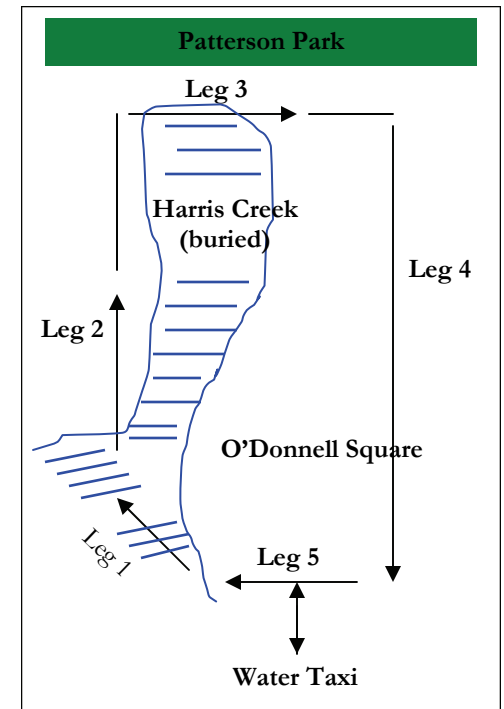 Patterson Park
Leg 3
Harris Creek
(buried)
Leg 4
Leg 2
O'Donnell Square
Leg 1
Leg 5
Water Taxi